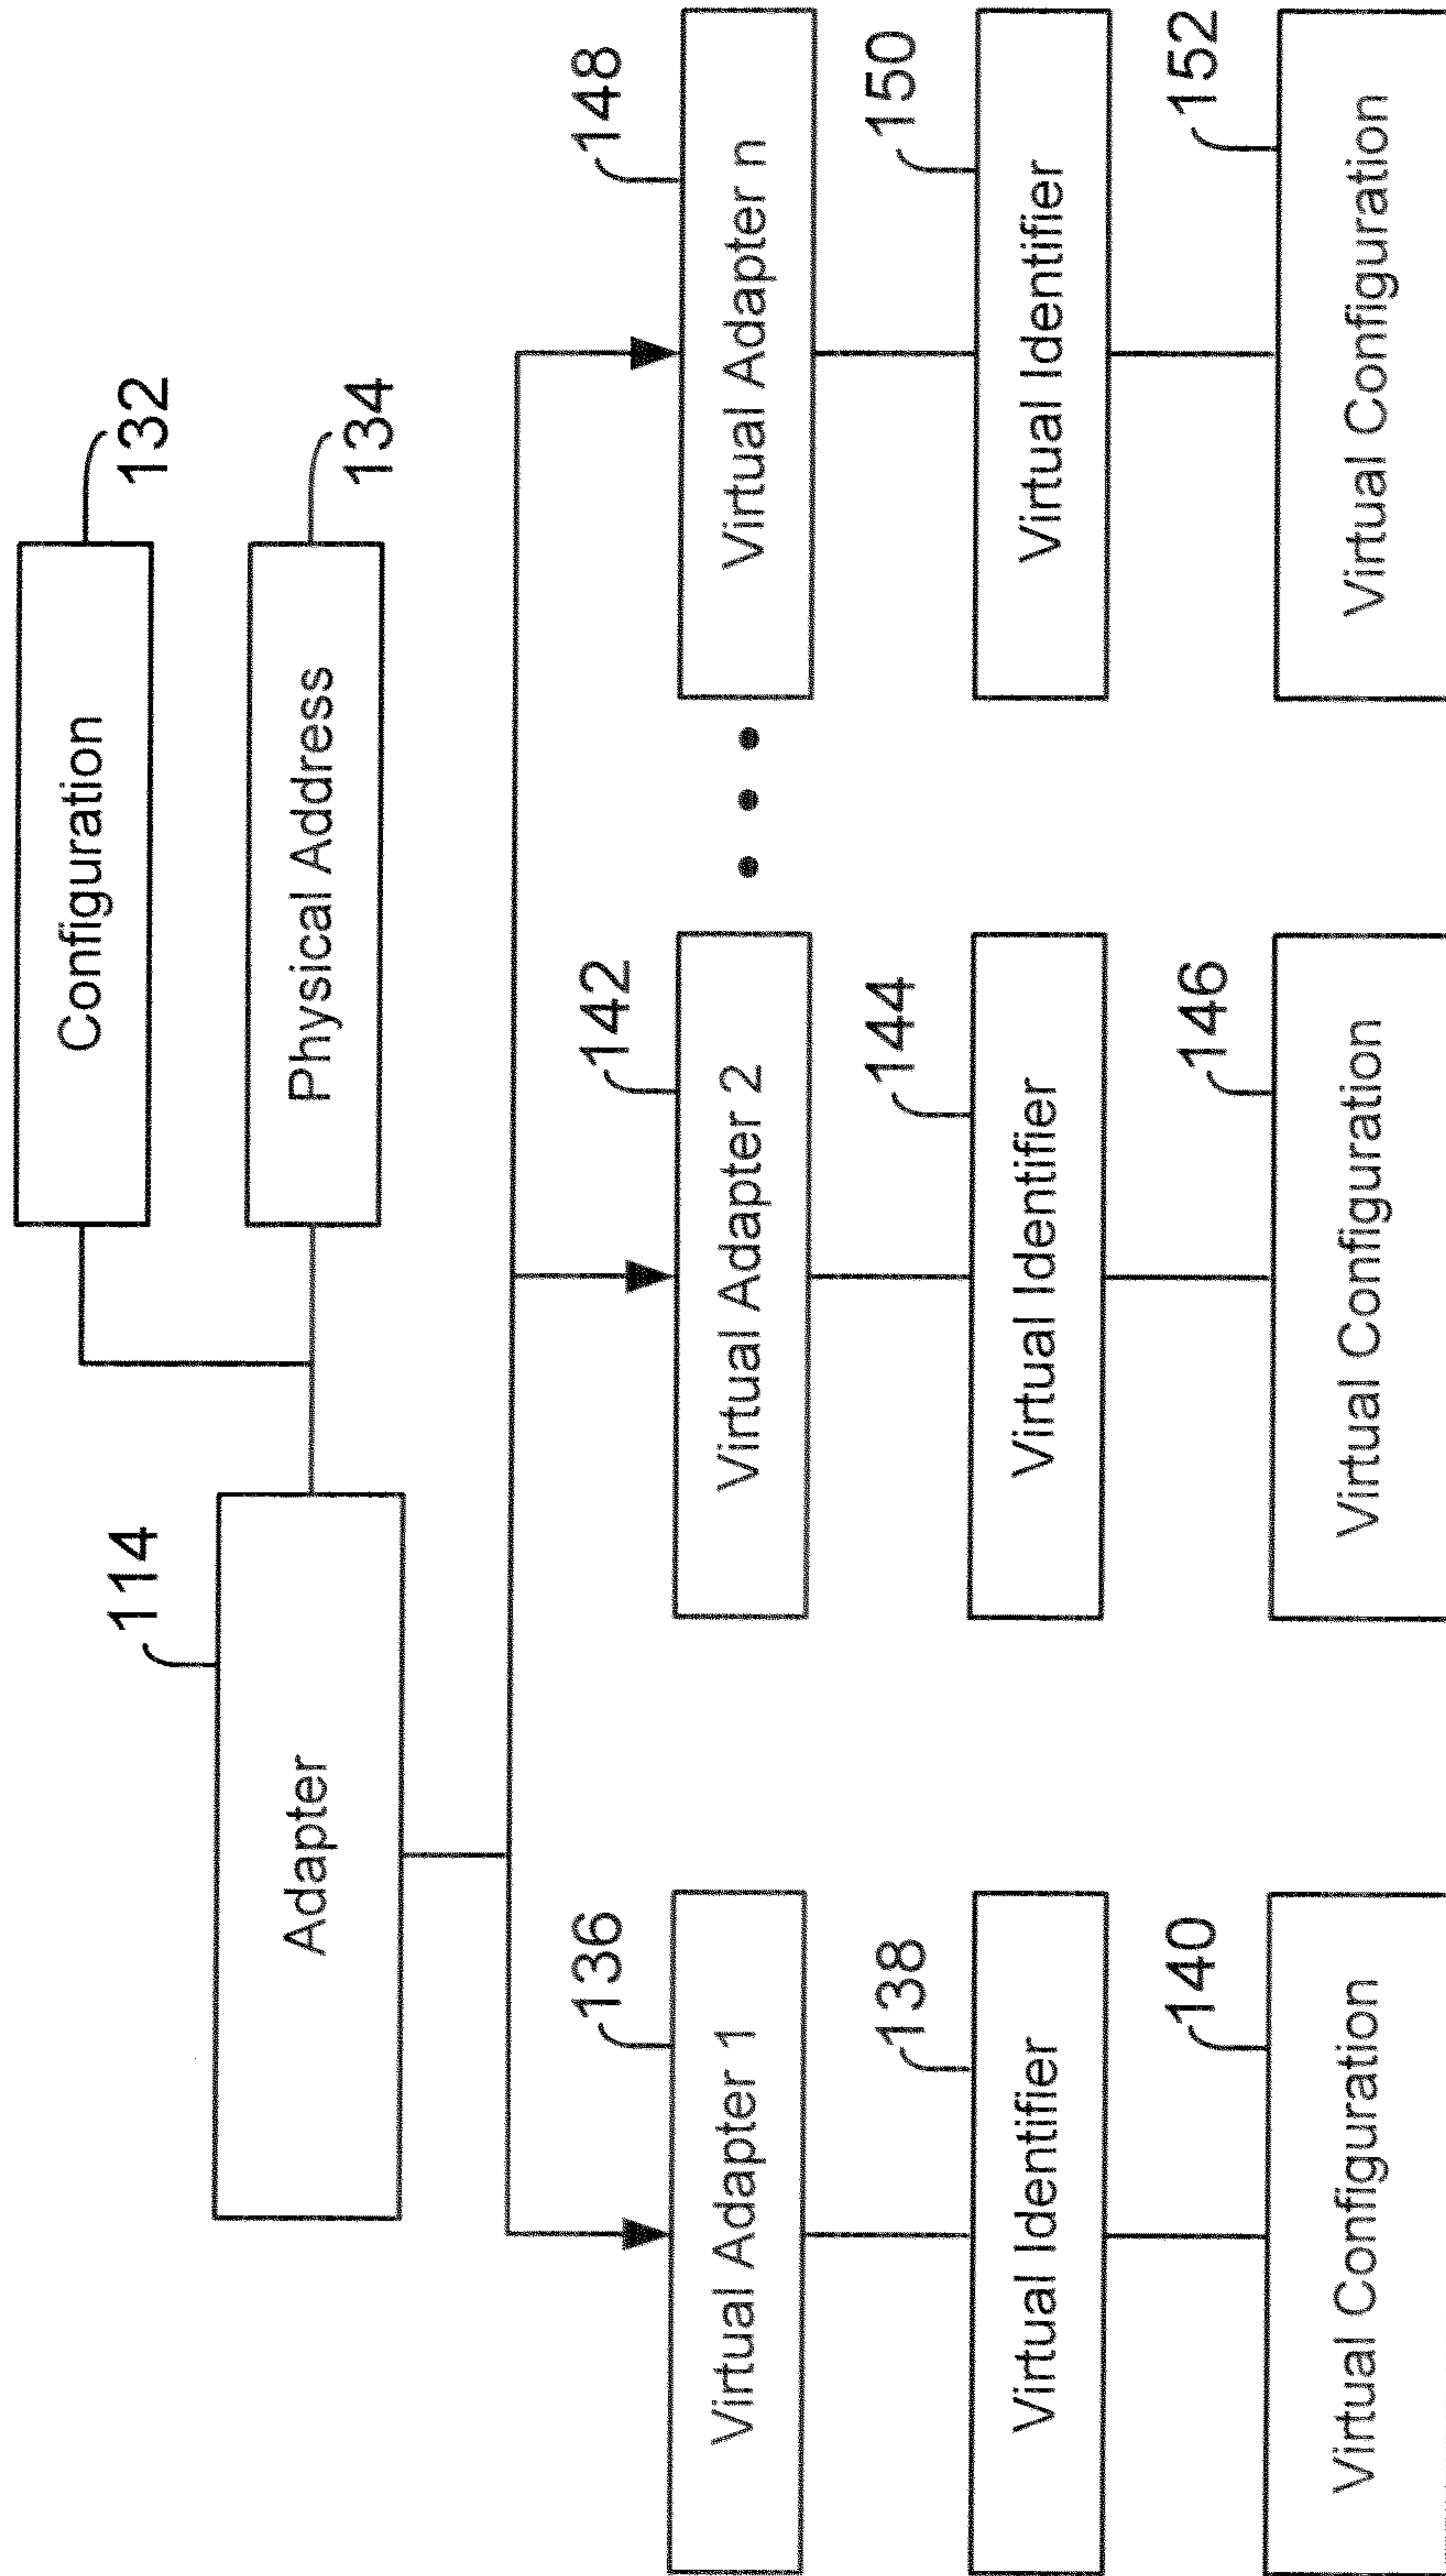 132
Configuration
134
Physical Address
114
Adapter
136
Virtual Adapter 1
142
Virtual Adapter 2
148
Virtual Adapter n
138
Virtual Identifier
144
Virtual Identifier
150
Virtual Identifier
140
Virtual Configuration
146
Virtual Configuration
152
Virtual Configuration